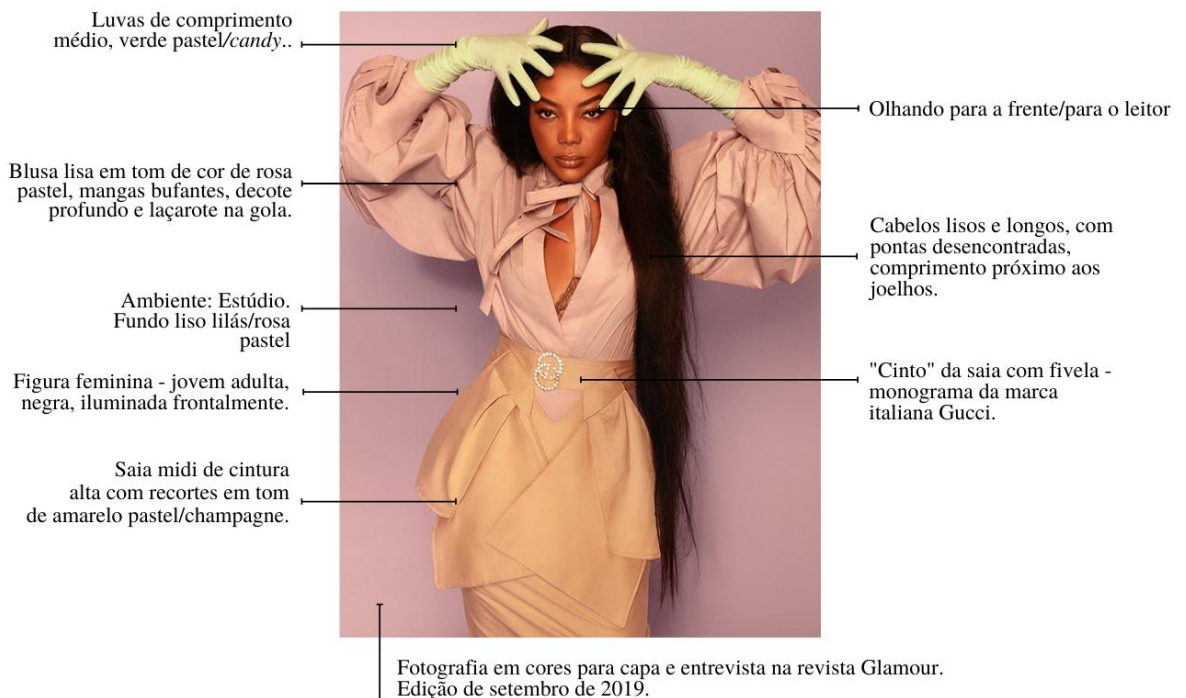 Luvas de comprimento
médio, verde pastel/candy..
Blusa lisa em tom de cor de rosa
pastel, mangas bufantes, decote
profundo e laçarote na gola.
Ambiente: Estúdio.
Fundo liso lilás/rosa
pastel
Figura feminina - jovem adulta,
negra, iluminada frontalmente.
Saia midi de cintura
alta com recortes em tom
de amarelo pastel/champagne.
Olhando para a frente/para o leitor
Cabelos lisos e longos, com
pontas desencontradas,
comprimento próximo aos
joelhos.
"Cinto" da saia com fivela -
monograma da marca
italiana Gucci.
Fotografia em cores para capa e entrevista na revista Glamour.
Edição de setembro de 2019.